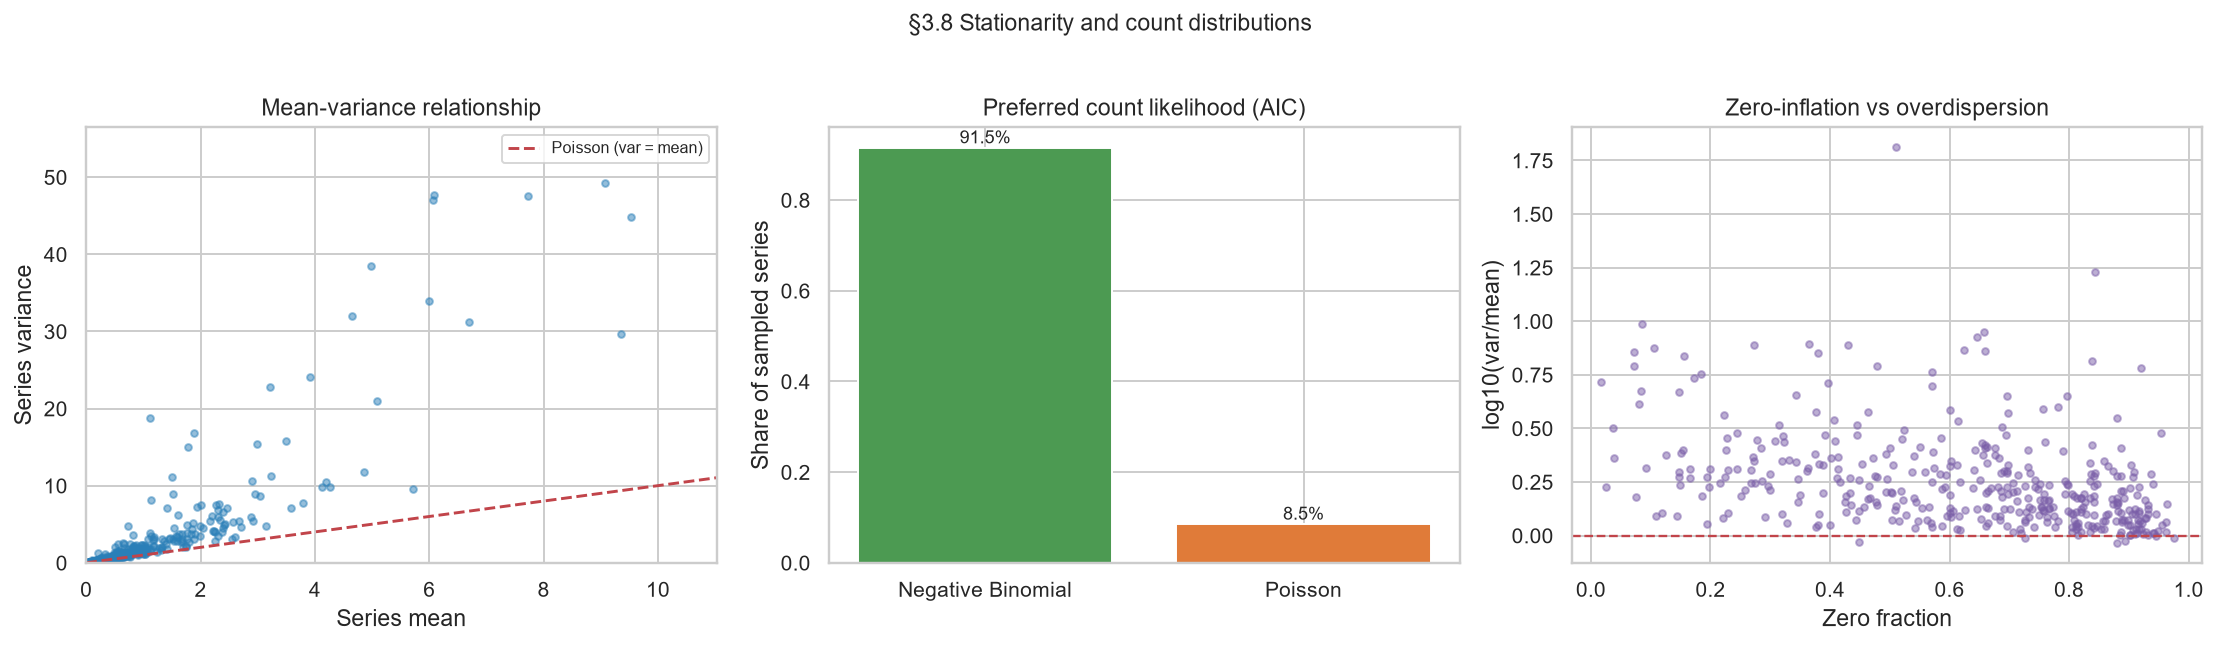 §3.8 Stationarity and count distributions
Mean-variance relationship
Poisson (var = mean)
50
40
30
20
10
0
Series variance
0 2 4 6 8 10
Series mean
Preferred count likelihood (AIC)
91.5%
8.5%
0.8
0.6
0.4
0.2
0.0
Share of sampled series
Negative Binomial Poisson
Zero-inflation vs overdispersion
1.75
1.50
1.25
1.00
0.75
0.50
0.25
0.00
log10(var/mean)
0.0 0.2 0.4 0.6 0.8 1.0
Zero fraction